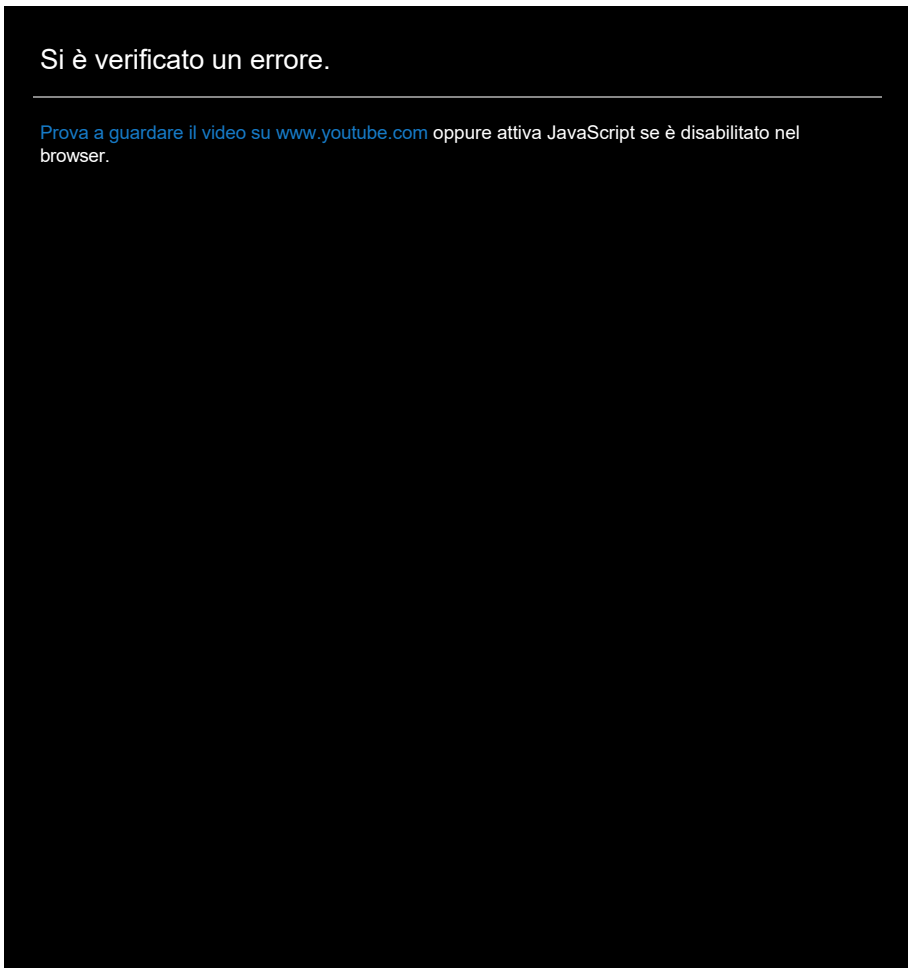 Si è verificato un errore.
Prova a guardare il video su www.youtube.com oppure attiva JavaScript se è disabilitato nel
browser.